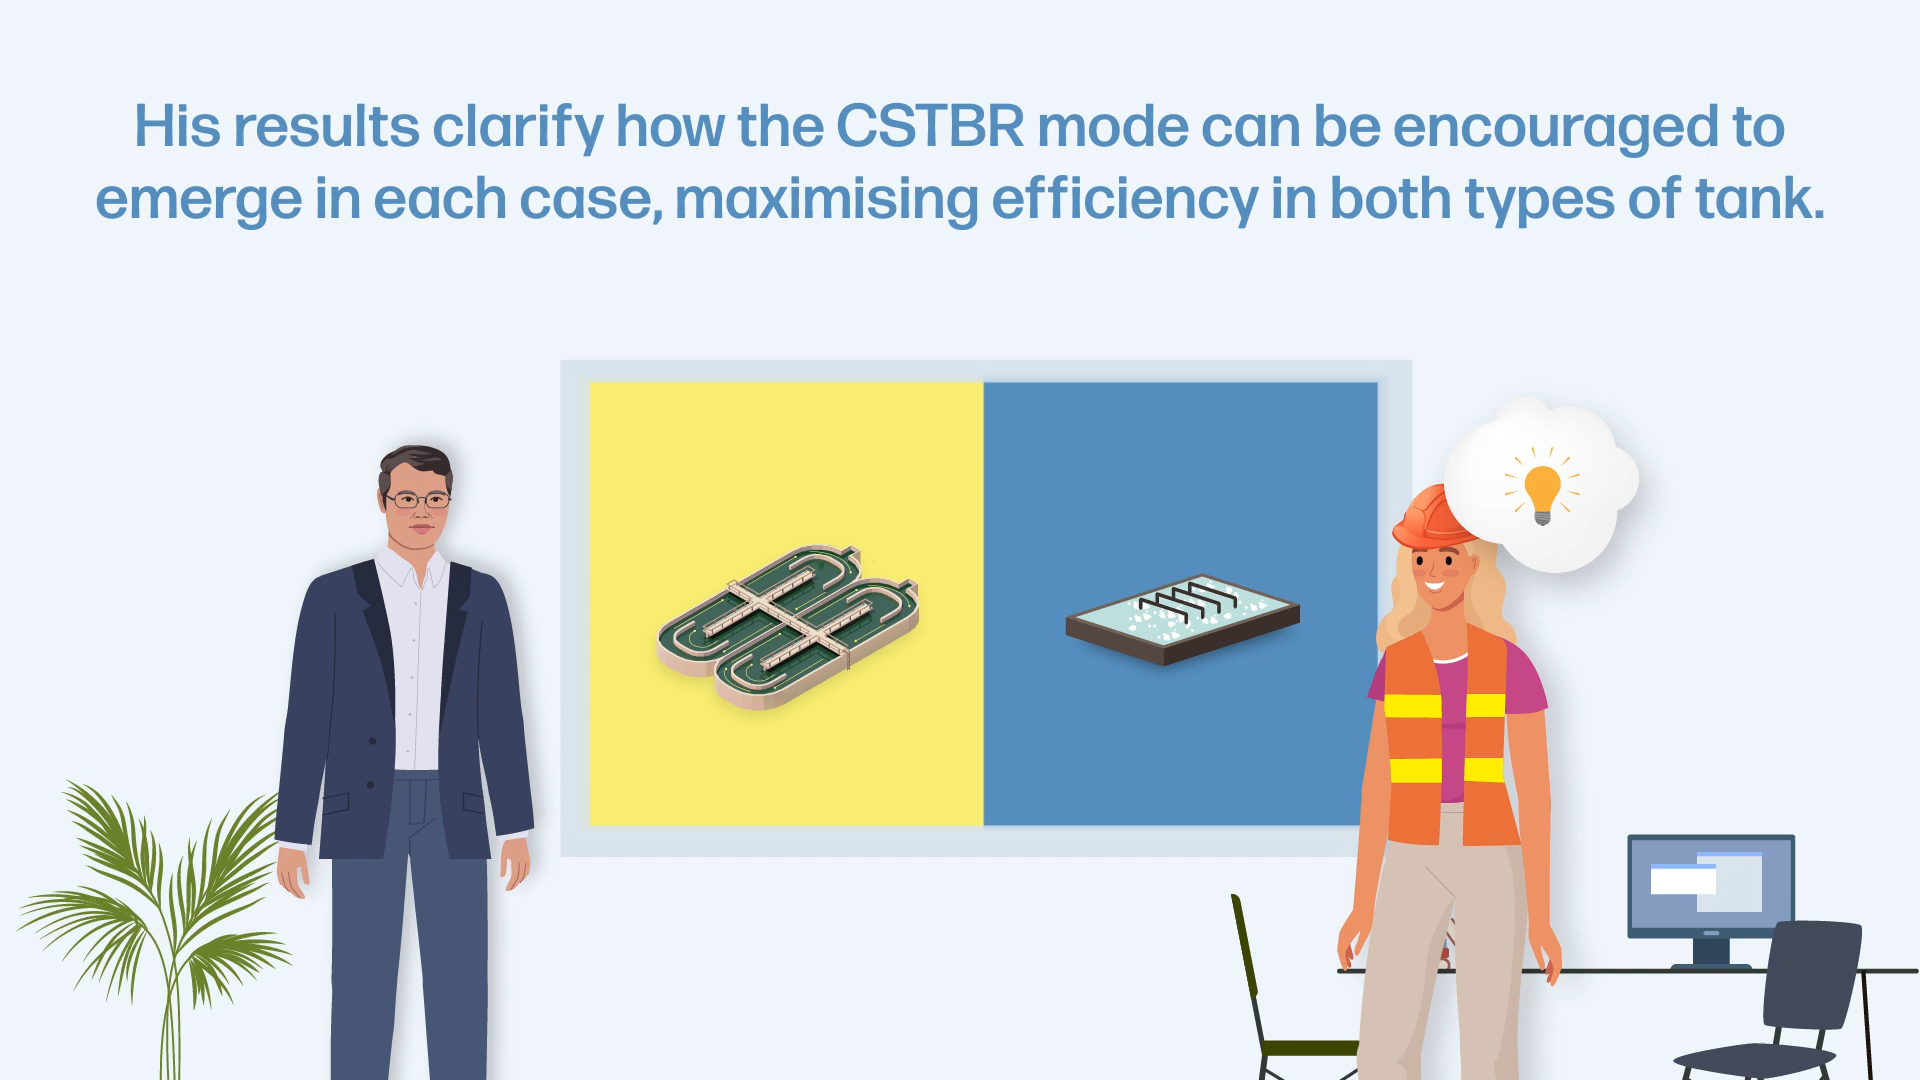 His results clarify how the CSTBR mode can be encouraged to
emerge in each case, maximising efficiency in both types of tank.